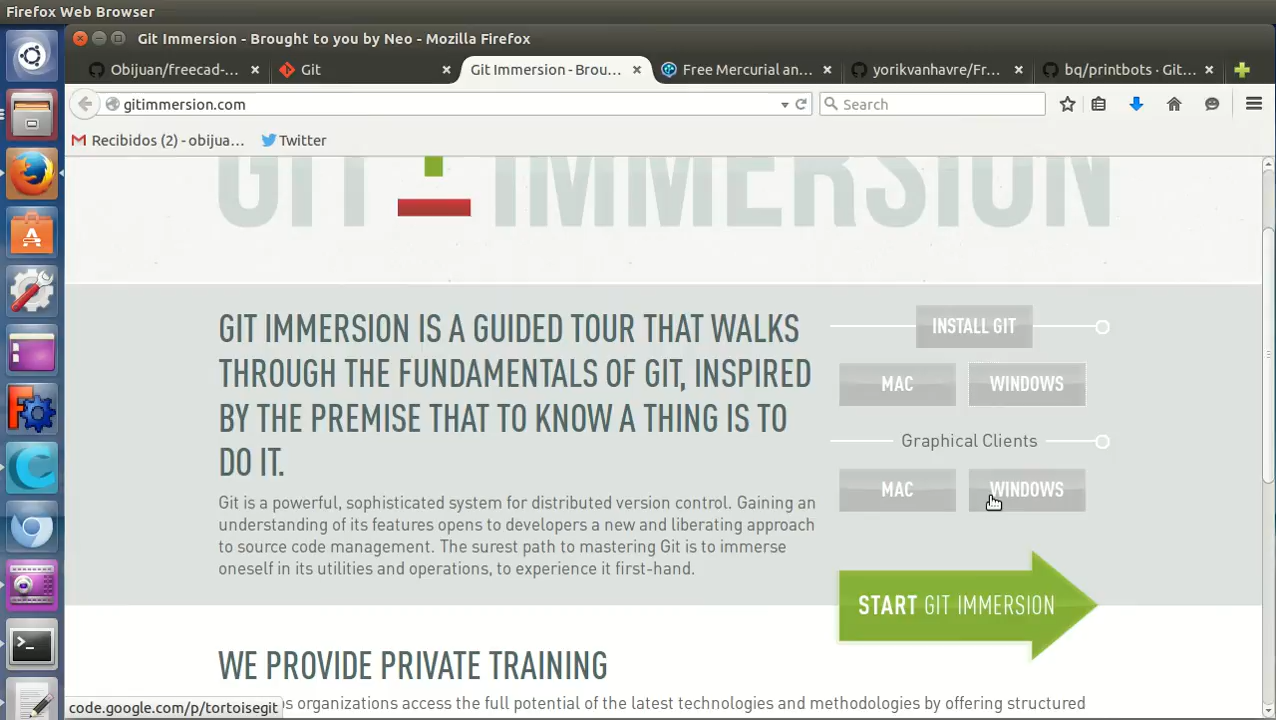 Firefox Web Browser
Git Immersion - Brought to you by Neo - Mozilla Firefox
Obijuan/freecad-...
Git
Git Immersion - Brou...
Free Mercurial an...
yorikvanhavre/Fr...
bq/printbots · Git...
gitimmersion.com
Search
Recibidos (2) - obijua...
Twitter
GIT IMMERSION
GIT IMMERSION IS A GUIDED TOUR THAT WALKS
THROUGH THE FUNDAMENTALS OF GIT, INSPIRED
BY THE PREMISE THAT TO KNOW A THING IS TO
DO IT.
Git is a powerful, sophisticated system for distributed version control. Gaining an
understanding of its features opens to developers a new and liberating approach
to source code management. The surest path to mastering Git is to immerse
oneself in its utilities and operations, to experience it first-hand.
INSTALL GIT
MAC
WINDOWS
Graphical Clients
MAC
WINDOWS
START GIT IMMERSION
WE PROVIDE PRIVATE TRAINING
organizations access the full potential of the latest technologies and methodologies by offering structured
code.google.com/p/tortoisegit